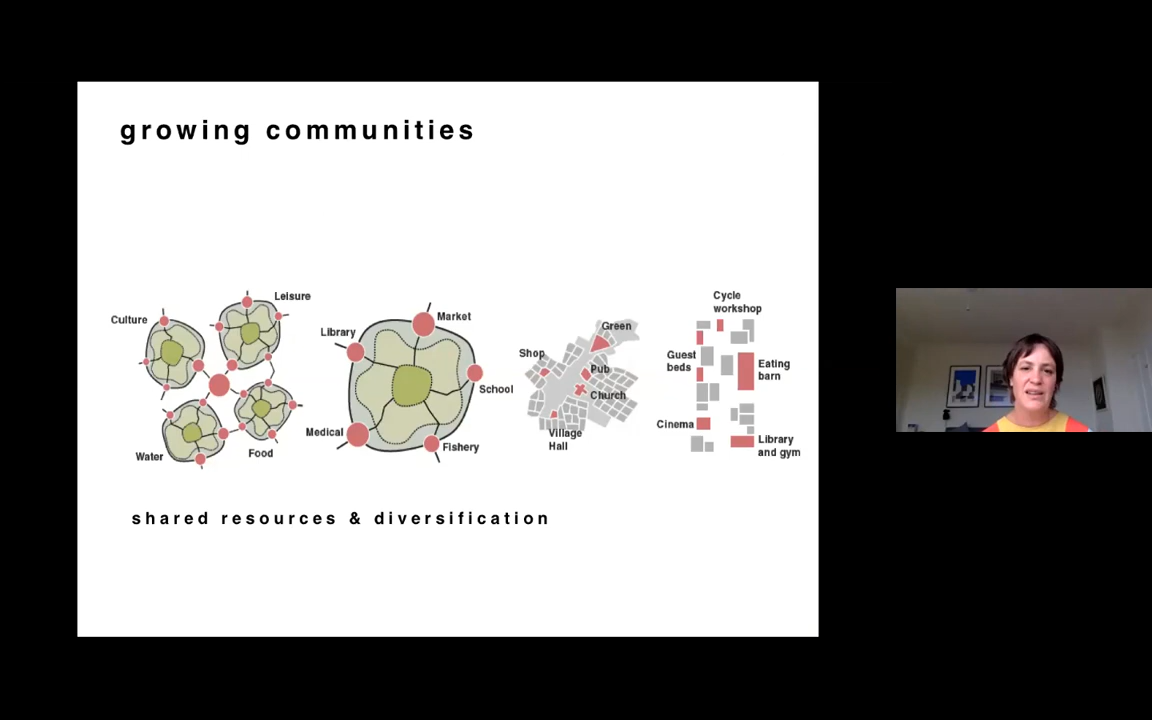 growing communities
Culture
Leisure
Water
Food
Library
Market
School
Medical
Fishery
Shop
Green
Pub
Church
Village
Hall
Cycle
workshop
Guest
beds
Eating
barn
Cinema
Library
and gym
shared resources & diversification